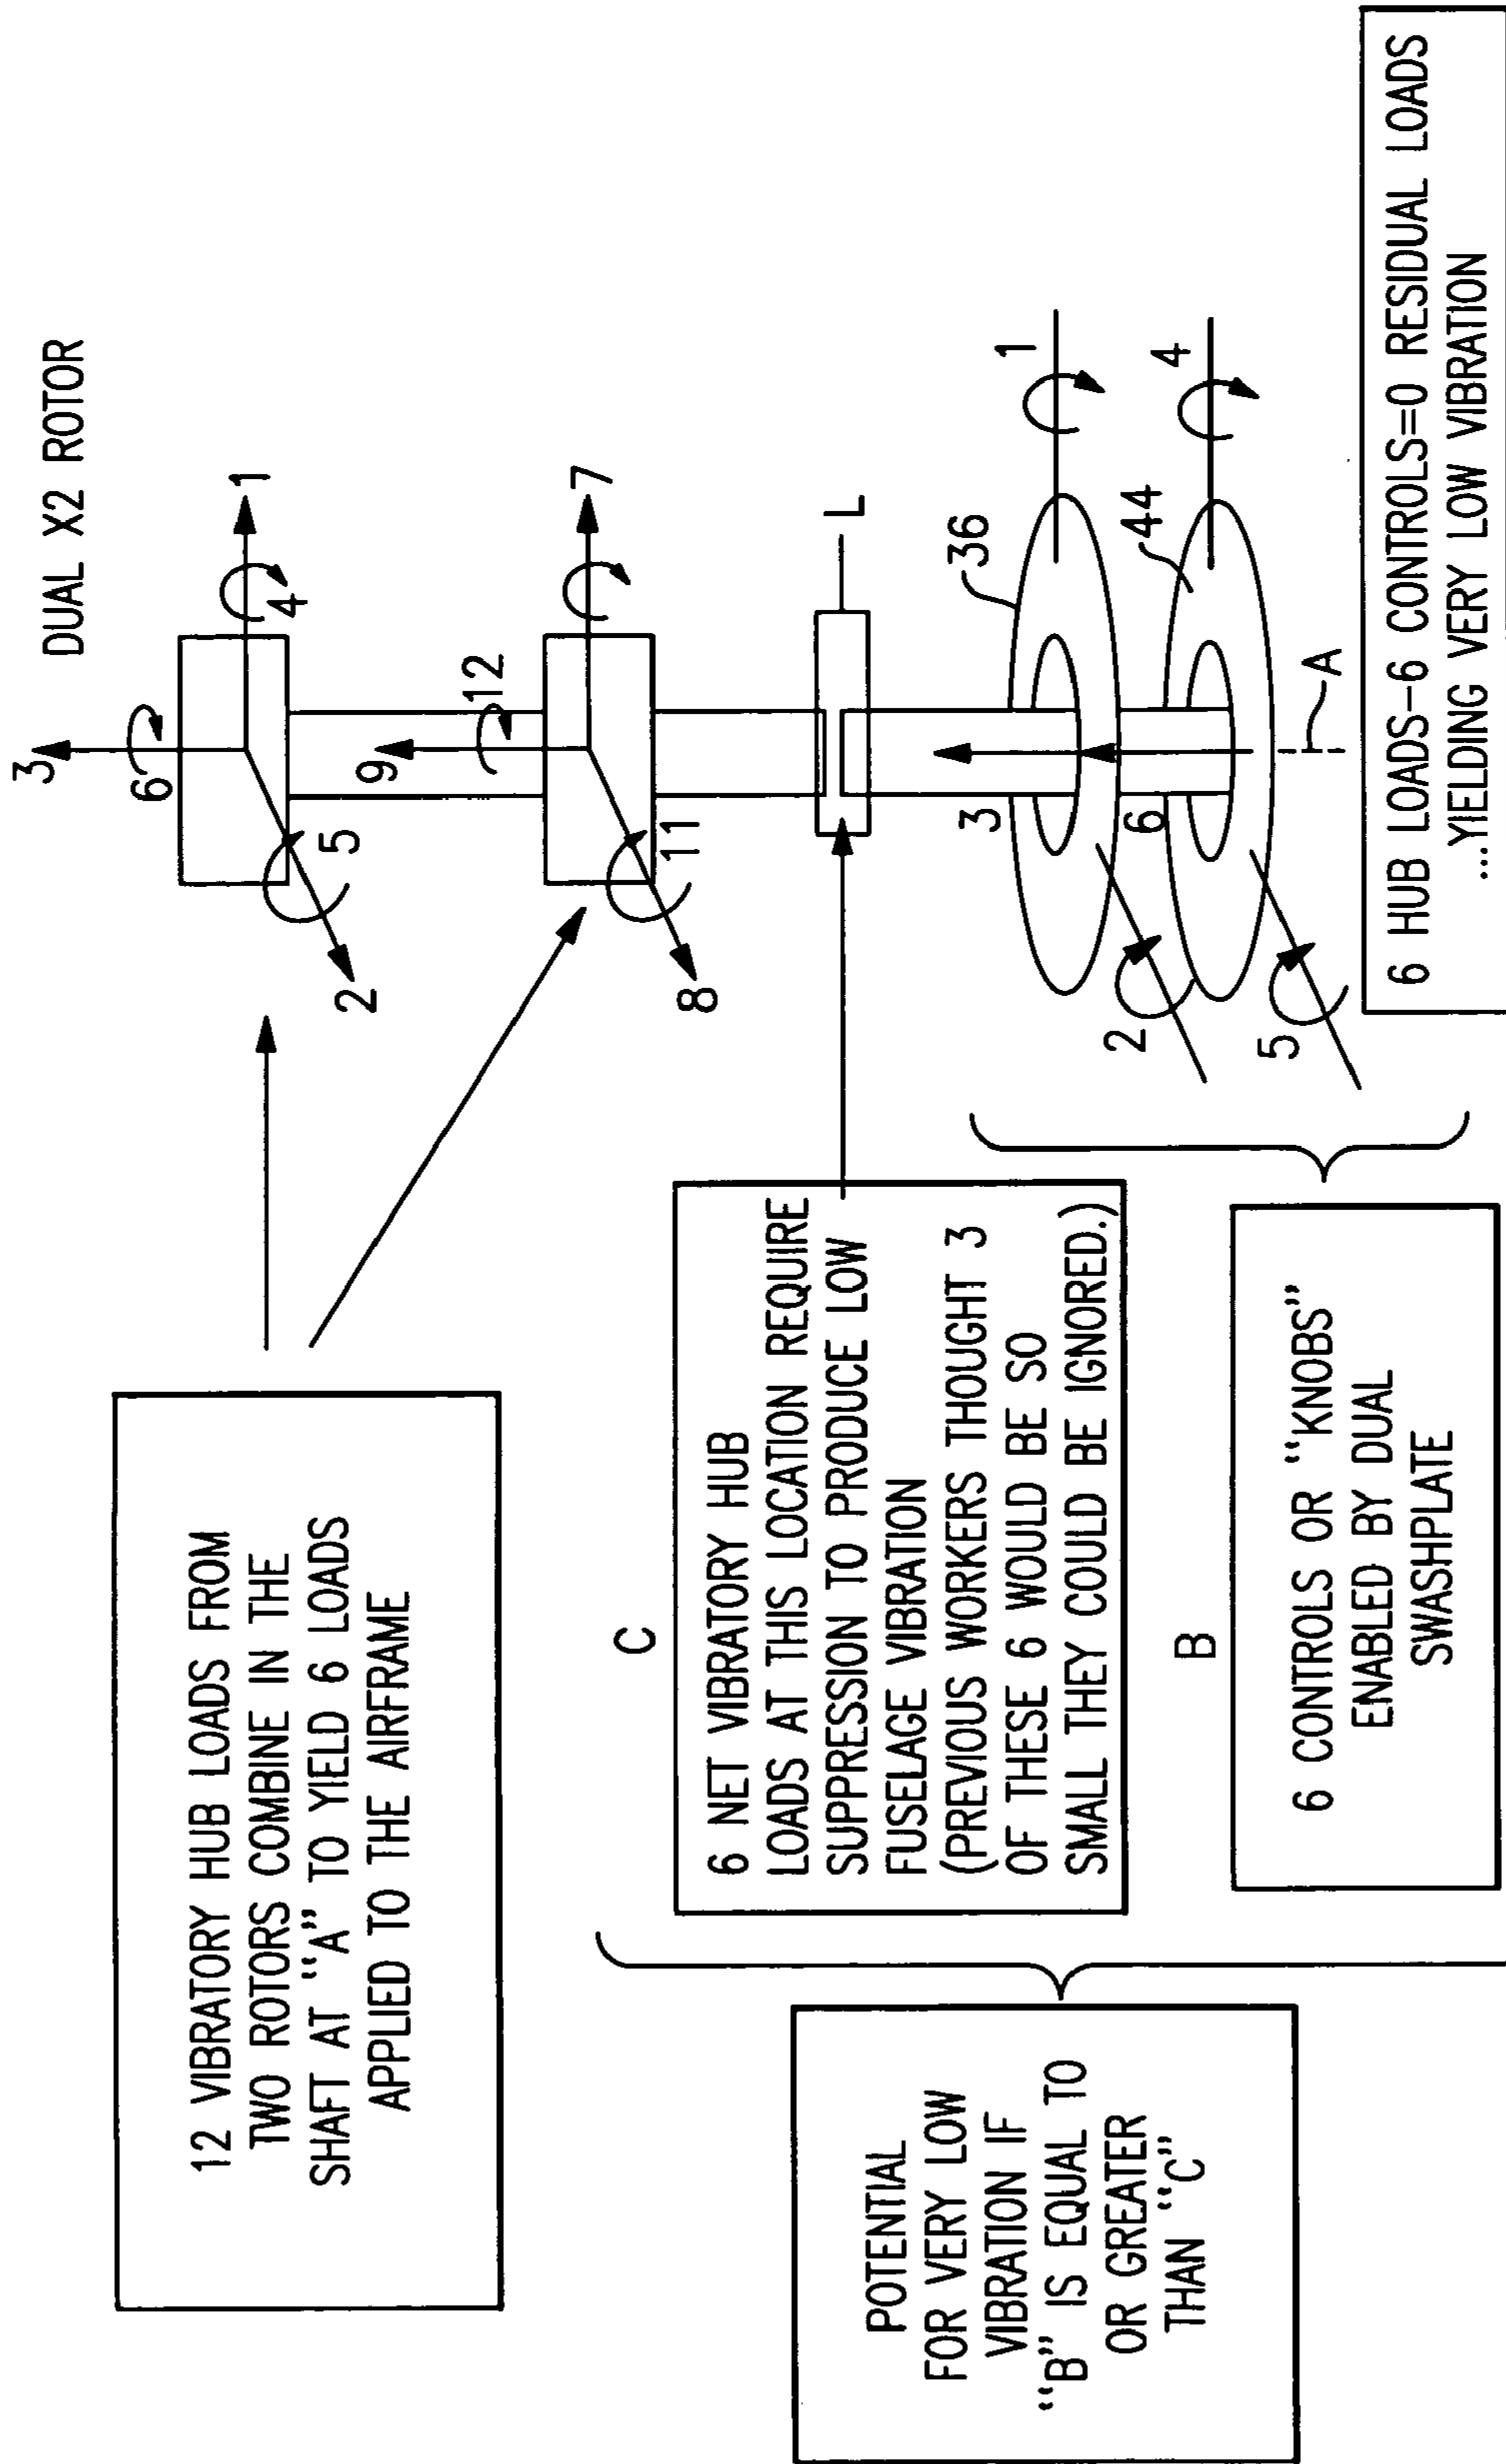 DUAL X2 ROTOR
12 VIBRATORY HUB LOADS FROM
TWO ROTORS COMBINE IN THE
SHAFT AT “A” TO YIELD 6 LOADS
APPLIED TO THE AIRFRAME
3
6
1
4
5
2
9
12
7
11
8
L
C
6 NET VIBRATORY HUB
LOADS AT THIS LOCATION REQUIRE
SUPPRESSION TO PRODUCE LOW
FUSELAGE VIBRATION
(PREVIOUS WORKERS THOUGHT 3
OF THESE 6 WOULD BE SO
SMALL THEY COULD BE IGNORED.)
POTENTIAL
FOR VERY LOW
VIBRATION IF
“B” IS EQUAL TO
OR GREATER
THAN “C”
B
6 CONTROLS OR “KNOBS”
ENABLED BY DUAL
SWASHPLATE
36
1
3
2
44
4
6
5
A
6 HUB LOADS-6 CONTROLS=0 RESIDUAL LOADS
...YIELDING VERY LOW VIBRATION